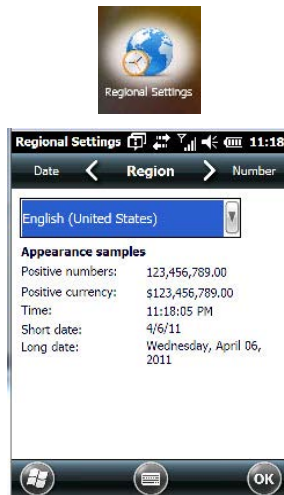 Regional Settings
Regional Settings 11:18
Date Region Number
English (United States)
Appearance samples
Positive numbers: 123,456,789.00
Positive currency: $123,456,789.00
Time: 11:18:05 PM
Short date: 4/6/11
Long date: Wednesday, April 06,
2011
OK